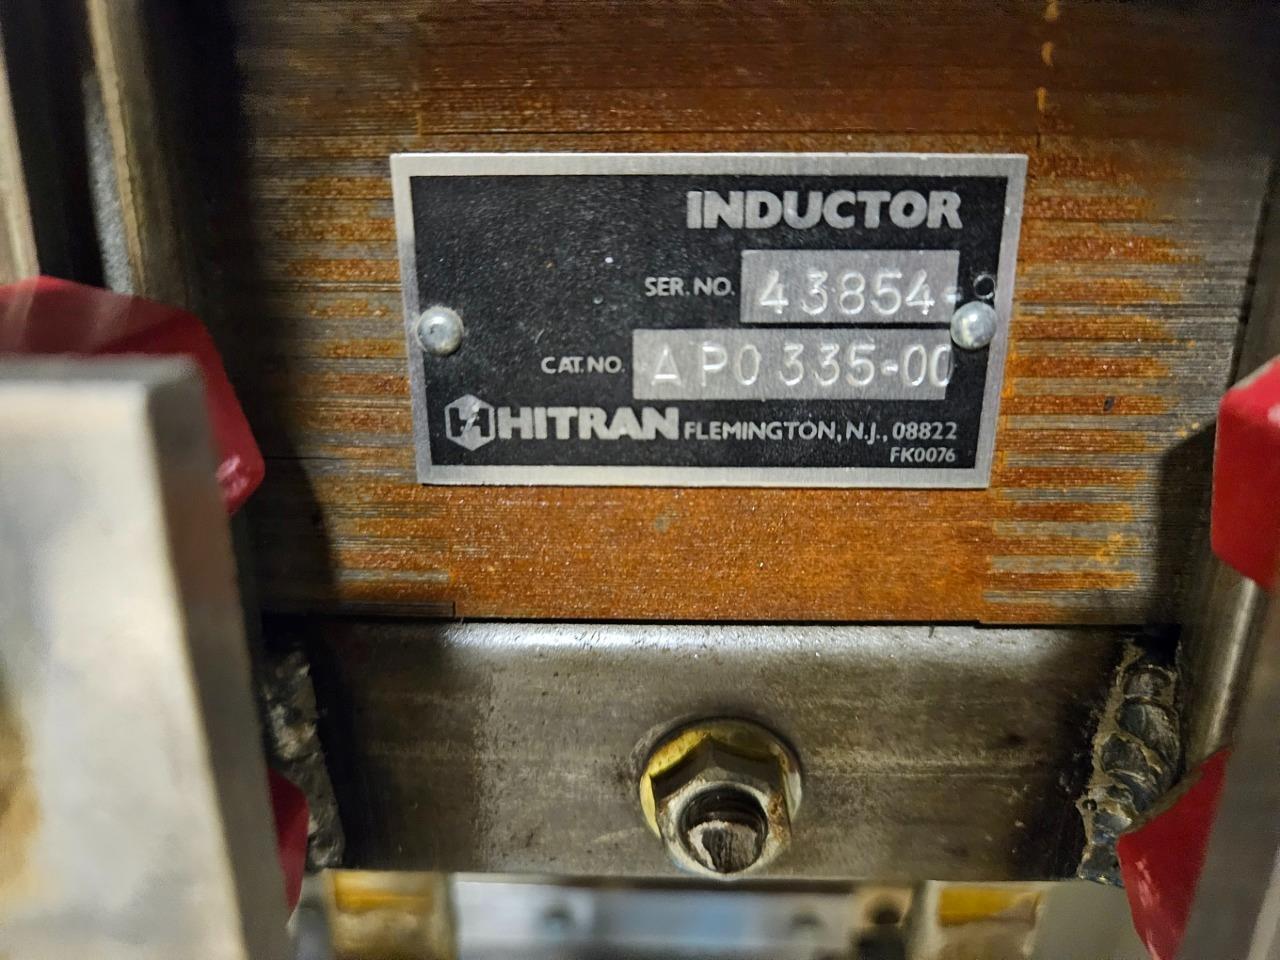 INDUCTOR
SER. NO. 43854-
CAT. NO. AP0335-00
HITRAN FLEMINGTON, N.J., 08822
FK0076